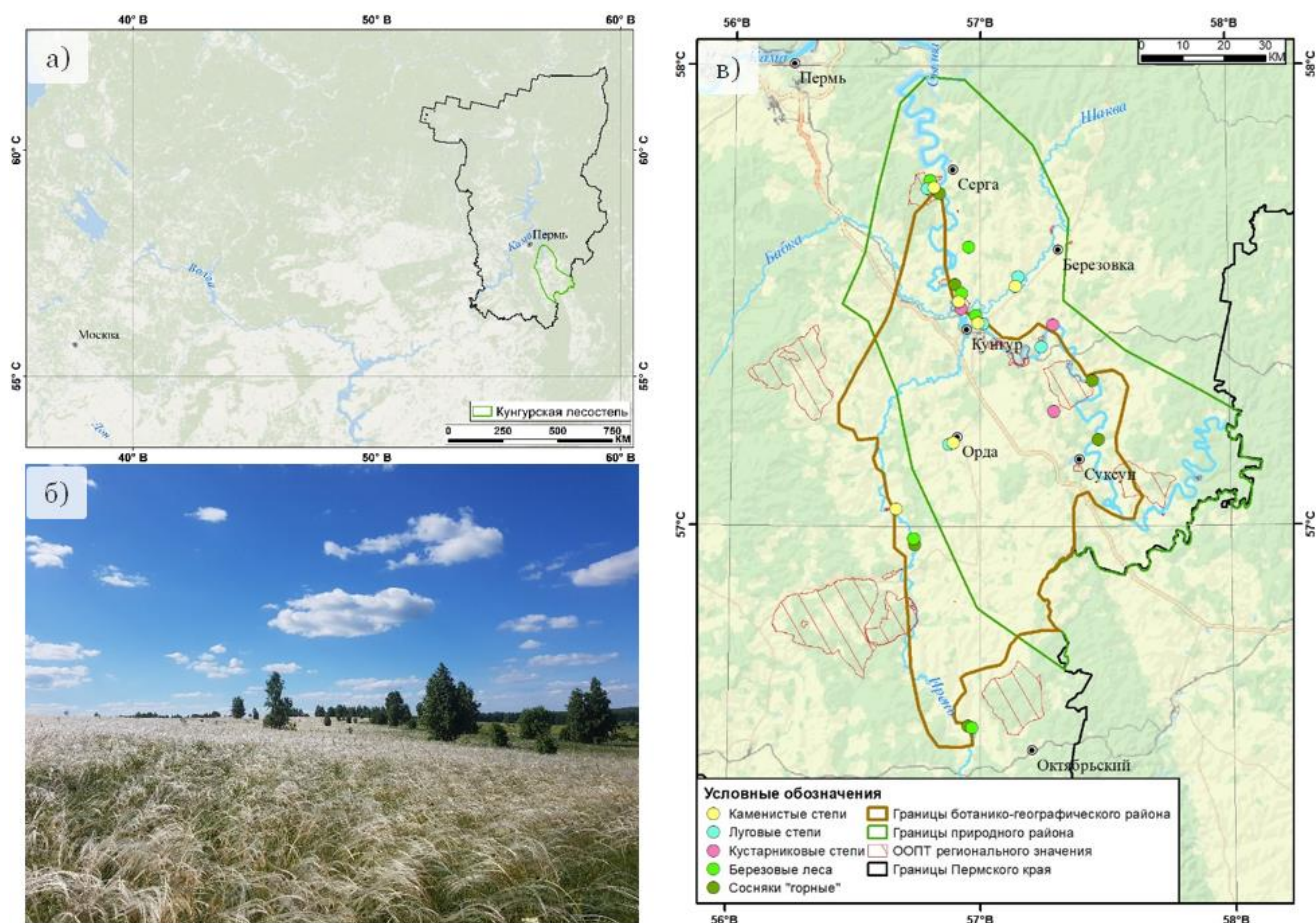 а)
40° В
50° В
60° В
60° С
60° С
Кама
Пермь
Волга
Москва
55° С
55° С
Дон
Кунгурская лесостепь
0 250 500 750
КМ
40° В
50° В
60° В
б)
56°В
57°В
58°В
в)
0 10 20 30
КМ
58°С
58°С
Кама
Пермь
Сылва
Шаква
Серга
Бабка
Березовка
Кунгур
Орда
Суксун
57°С
57°С
Ирень
Октябрьский
Условные обозначения
Каменистые степи
Луговые степи
Кустарниковые степи
Березовые леса
Сосняки "горные"
Границы ботанико-географического района
Границы природного района
ООПТ регионального значения
Границы Пермского края
56°В
57°В
58°В